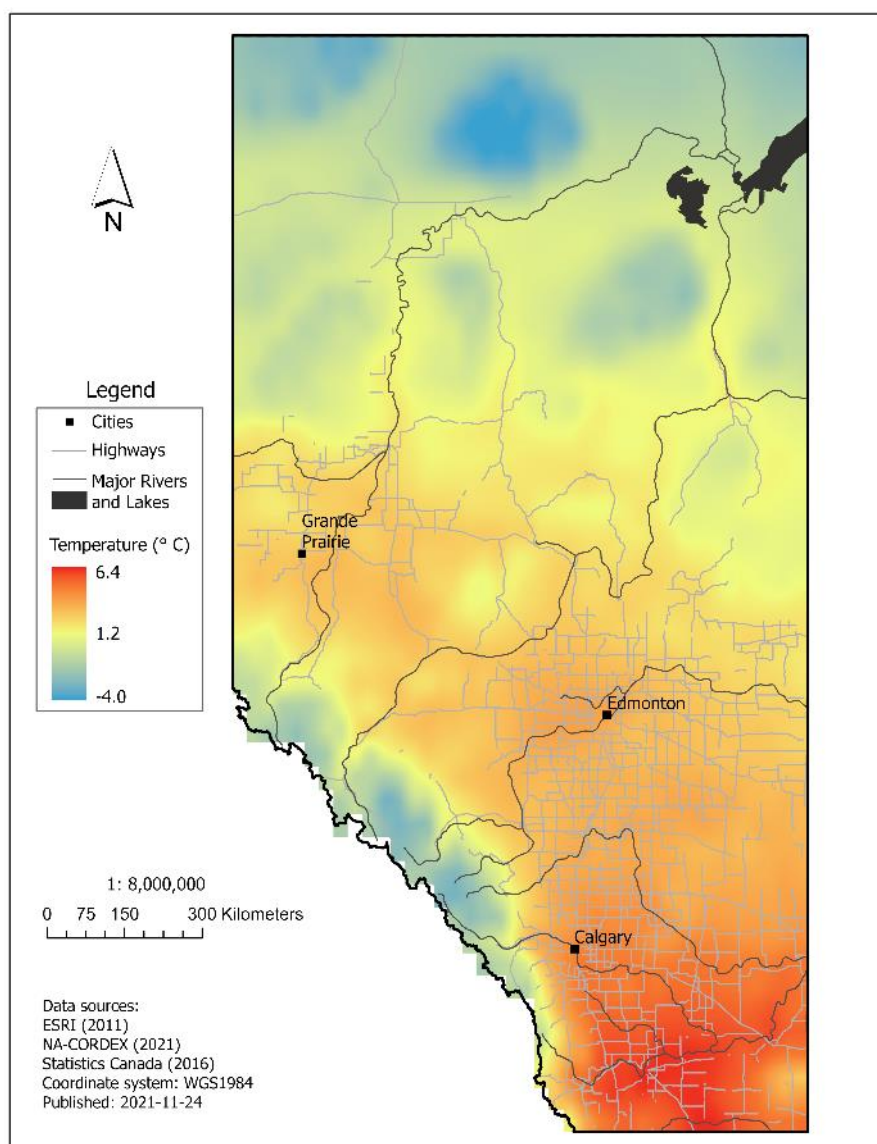 N
Legend
Cities
Highways
Major Rivers
and Lakes
Temperature (° C)
6.4
1.2
-4.0
Grande
Prairie
Edmonton
Calgary
1: 8,000,000
0 75 150 300 Kilometers
Data sources:
ESRI (2011)
NA-CORDEX (2021)
Statistics Canada (2016)
Coordinate system: WGS1984
Published: 2021-11-24